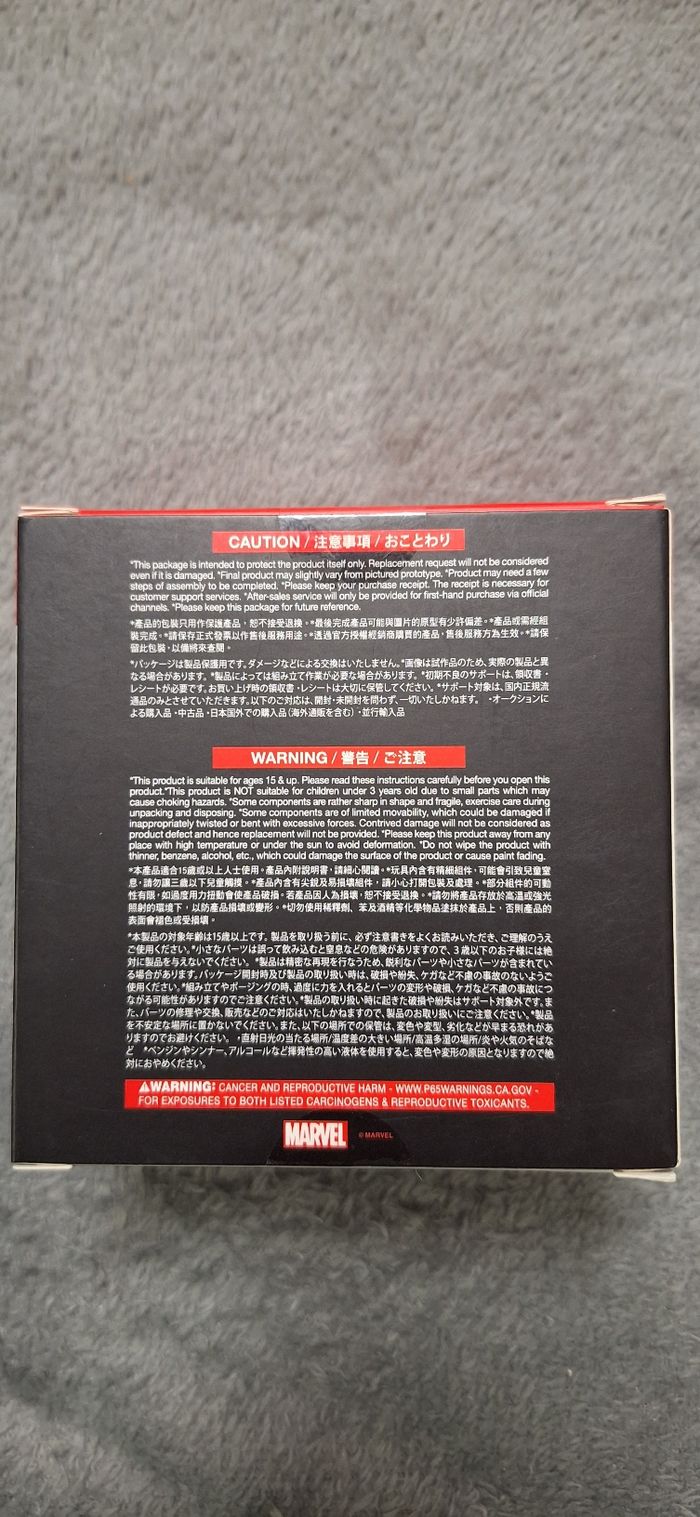 CAUTION / 注意事項 / おことわり
*This package is intended to protect the product itself only. Replacement request will not be considered
even if it is damaged. *Final product may slightly vary from pictured prototype. *Product may need a few
steps of assembly to be completed. *Please keep your purchase receipt. The receipt is necessary for
customer support services. *After-sales service will only be provided for first-hand purchase via official
channels. *Please keep this package for future reference.
*產品的包裝只用作保護產品，恕不接受退換。*最後完成產品可能與圖片的原型有少許偏差。*產品或需經組
裝完成。*請保存正式發票以作售後服務用途。*透過官方授權經銷商購買的產品，售後服務方為生效。*請保
留此包裝，以備將來查閱。
*パッケージは製品保護用です。ダメージなどによる交換はいたしません。*画像は試作品のため、実際の製品と異
なる場合があります。*製品によっては組み立て作業が必要な場合があります。*初期不良のサポートは、領収書・
レシートが必要です。お買い上げ時の領収書・レシートは大切に保管してください。*サポート対象は、国内正規流
通品のみとさせていただきます。以下のご対応は、開封・未開封を問わず、一切いたしかねます。 -オークションに
よる購入品・中古品・日本国外での購入品（海外通販を含む）・並行輸入品
WARNING / 警告 / ご注意
*This product is suitable for ages 15 & up. Please read these instructions carefully before you open this
product.*This product is NOT suitable for children under 3 years old due to small parts which may
cause choking hazards. *Some components are rather sharp in shape and fragile, exercise care during
unpacking and disposing. *Some components are of limited movability, which could be damaged if
inappropriately twisted or bent with excessive forces. Contrived damage will not be considered as
product defect and hence replacement will not be provided. *Please keep this product away from any
place with high temperature or under the sun to avoid deformation. *Do not wipe the product with
thinner, benzene, alcohol, etc., which could damage the surface of the product or cause paint fading.
*本產品適合15歲或以上人士使用。產品內附說明書，請細心閱讀。*玩具內含有精細組件，可能會引致兒童窒
息，請勿讓三歲以下兒童觸摸。*產品內含有尖銳及易損壞組件，請小心打開包裝及處理。*部分組件的可動
性有限，如過度用力扭動會使產品破損。若產品因人為損壞，恕不接受退換。*請勿將產品存放於高溫或強光
照射的環境下，以防產品損壞或變形。*切勿使用稀釋劑、苯及酒精等化學物品塗抹於產品上，否則產品的
表面會褪色或受損壞。
*本製品の対象年齢は15歳以上です。製品を取り扱う前に、必ず注意書きをよくお読みいただき、ご理解のうえ
ご使用ください。*小さなパーツは誤って飲み込むと窒息などの危険がありますので、3歳以下のお子様には絶
対に製品を与えないでください。 *製品は精密な再現を行なうため、鋭利なパーツや小さなパーツが含まれてい
る場合があります。パッケージ開封時及び製品の取り扱い時は、破損や紛失、ケガなど不慮の事故のないようご
使用ください。*組み立てやポージングの時、過度に力を入れるとパーツの変形や破損、ケガなど不慮の事故につ
ながる可能性がありますのでご注意ください。*製品の取り扱い時に起きた破損や紛失はサポート対象外です。ま
た、パーツの修理や交換、販売などのご対応はいたしかねますので、製品のお取り扱いにご注意ください。*製品
を不安定な場所に置かないでください。また、以下の場所での保管は、変色や変型、劣化などが早まる恐れがあ
りますのでお避けください。 ・直射日光の当たる場所/温度差の大きい場所/高温多湿の場所/炎や火気のそばな
ど *ベンジンやシンナー、アルコールなど揮発性の高い液体を使用すると、変色や変形の原因となりますので絶
対におやめください。
⚠WARNING: CANCER AND REPRODUCTIVE HARM - WWW.P65WARNINGS.CA.GOV -
FOR EXPOSURES TO BOTH LISTED CARCINOGENS & REPRODUCTIVE TOXICANTS.
MARVEL © MARVEL